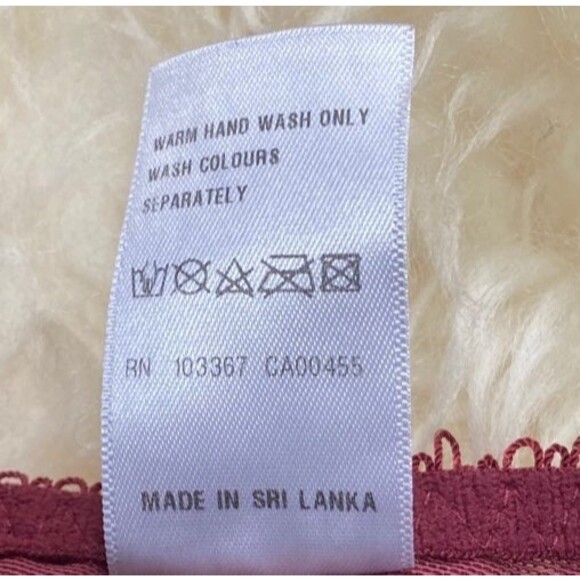 WARM HAND WASH ONLY
WASH COLOURS
SEPARATELY
RN 103367 CA00455
MADE IN SRI LANKA